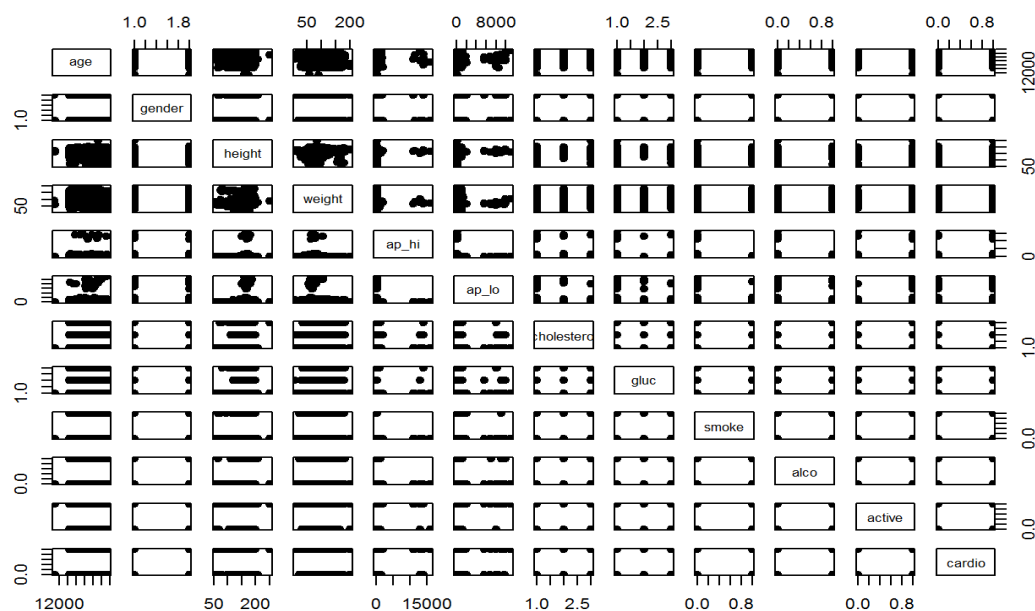 1.0 1.8 50 200 0 8000 1.0 2.5 0.0 0.8 0.0 0.8
age 12000
1.0 gender
height 50
50 weight
ap_hi 0
0 ap_lo
cholestero 1.0
1.0 gluc
smoke 0.0
0.0 alco
active 0.0
0.0 cardio
12000 50 200 0 15000 1.0 2.5 0.0 0.8 0.0 0.8